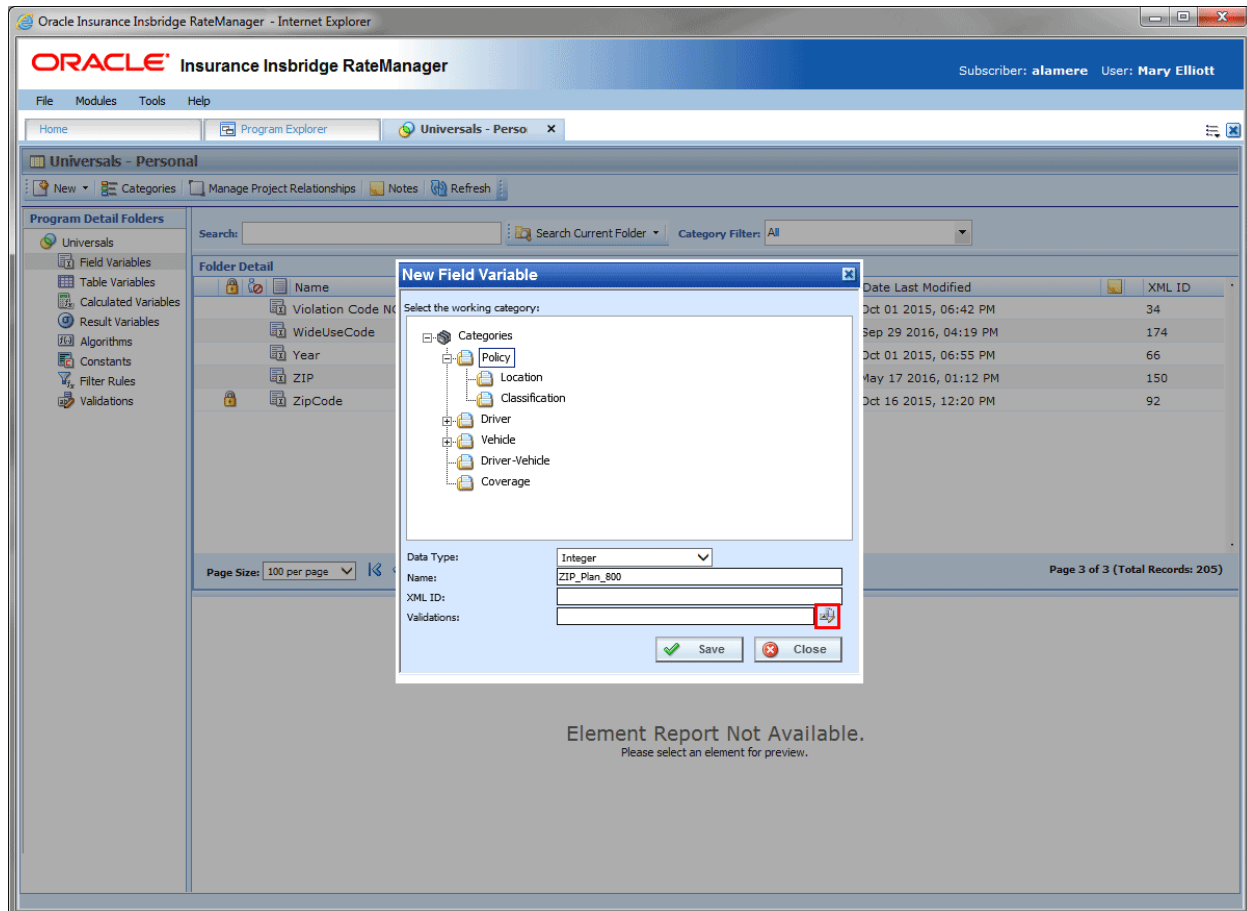 Oracle Insurance Insbridge RateManager - Internet Explorer
ORACLE Insurance Insbridge RateManager
Subscriber: alamere User: Mary Elliott
File Modules Tools Help
Home Program Explorer Universals - Perso
Universals - Personal
New Categories Manage Project Relationships Notes Refresh
Program Detail Folders
Universals
Field Variables
Table Variables
Calculated Variables
Result Variables
Algorithms
Constants
Filter Rules
Validations
Search: Search Current Folder Category Filter: All
Folder Detail
Name Date Last Modified XML ID
Violation Code Oct 01 2015, 06:42 PM 34
WideUseCode Sep 29 2016, 04:19 PM 174
Year Oct 01 2015, 06:55 PM 66
ZIP May 17 2016, 01:12 PM 150
ZipCode Oct 16 2015, 12:20 PM 92
Page Size: 100 per page Page 3 of 3 (Total Records: 205)
New Field Variable
Select the working category:
Categories
Policy
Location
Classification
Driver
Vehicle
Driver-Vehicle
Coverage
Data Type: Integer
Name: ZIP_Plan_800
XML ID:
Validations:
Save Close
Element Report Not Available.
Please select an element for preview.